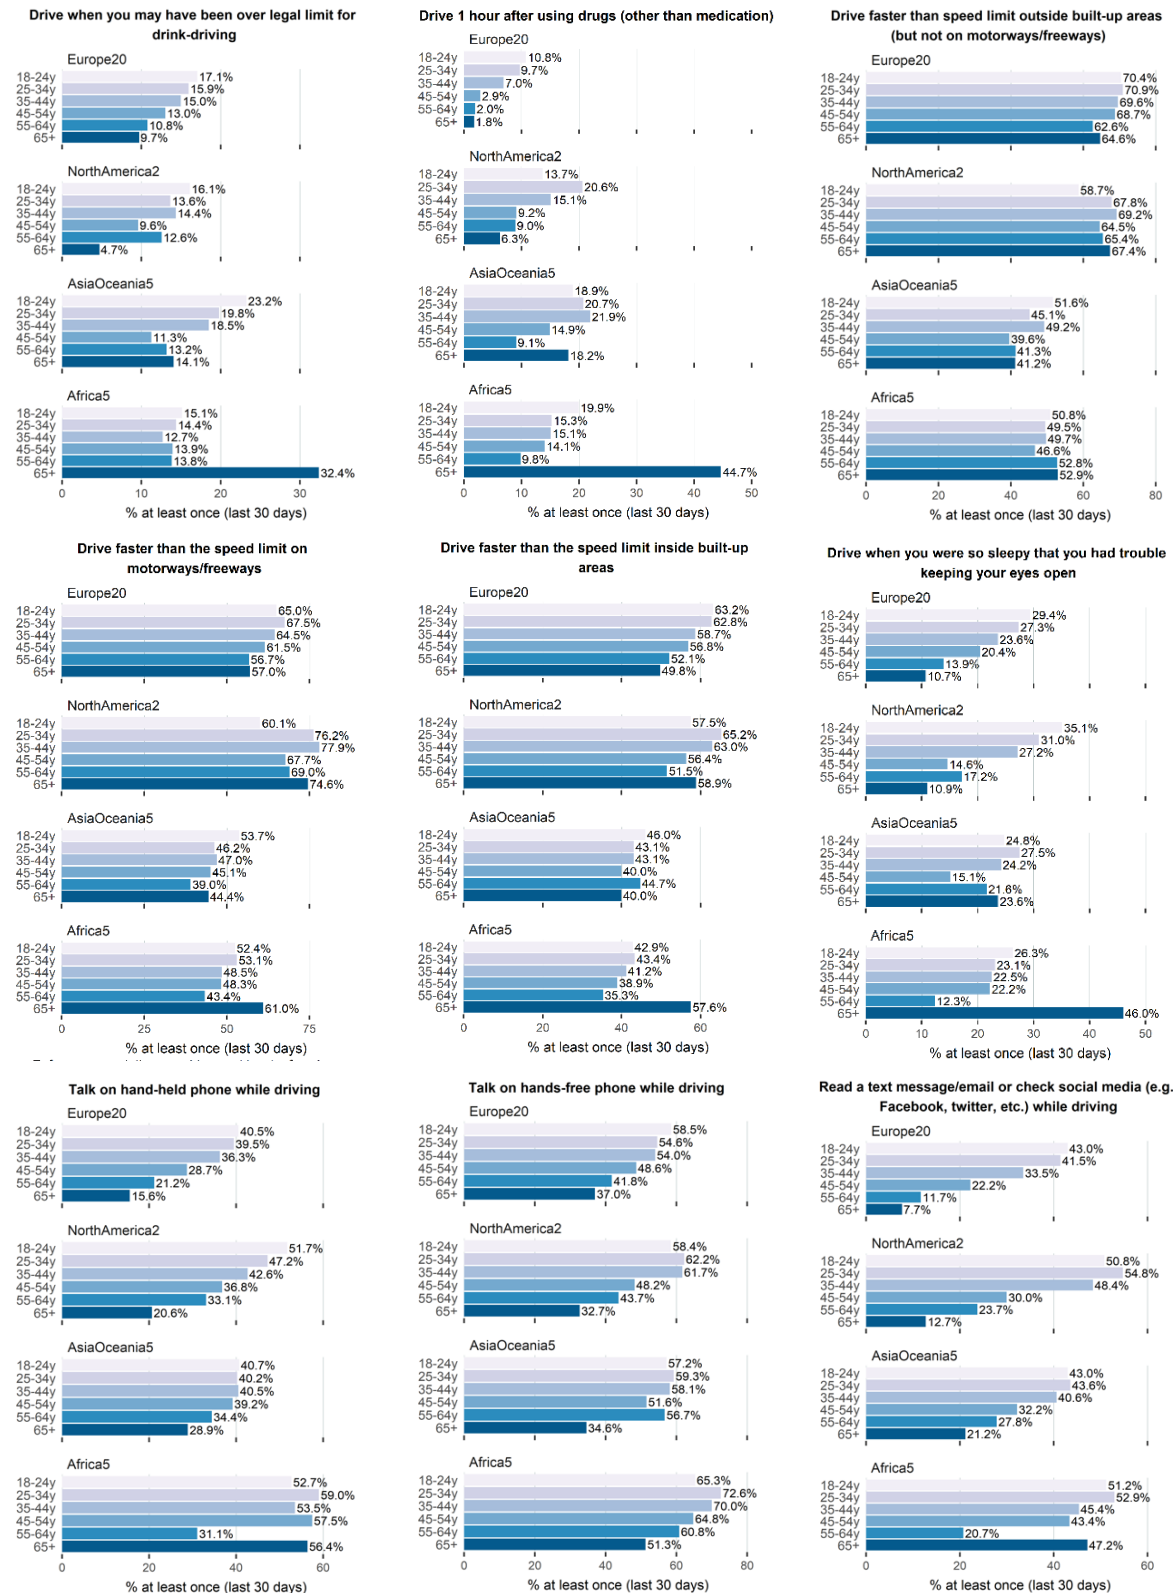 Drive when you may have been over legal limit for
drink-driving
Europe20
18-24y 17.1%
25-34y 15.9%
35-44y 15.0%
45-54y 13.0%
55-64y 10.8%
65+ 9.7%
NorthAmerica2
18-24y 16.1%
25-34y 13.6%
35-44y 14.4%
45-54y 9.6%
55-64y 12.6%
65+ 4.7%
AsiaOceania5
18-24y 23.2%
25-34y 19.8%
35-44y 18.5%
45-54y 11.3%
55-64y 13.2%
65+ 14.1%
Africa5
18-24y 15.1%
25-34y 14.4%
35-44y 12.7%
45-54y 13.9%
55-64y 13.8%
65+ 32.4%
0 10 20 30
% at least once (last 30 days)
Drive 1 hour after using drugs (other than medication)
Europe20
18-24y 10.8%
25-34y 9.7%
35-44y 7.0%
45-54y 2.9%
55-64y 2.0%
65+ 1.8%
NorthAmerica2
18-24y 13.7%
25-34y 20.6%
35-44y 15.1%
45-54y 9.2%
55-64y 9.0%
65+ 6.3%
AsiaOceania5
18-24y 18.9%
25-34y 20.7%
35-44y 21.9%
45-54y 14.9%
55-64y 9.1%
65+ 18.2%
Africa5
18-24y 19.9%
25-34y 15.3%
35-44y 15.1%
45-54y 14.1%
55-64y 9.8%
65+ 44.7%
0 10 20 30 40 50
% at least once (last 30 days)
Drive faster than speed limit outside built-up areas
(but not on motorways/freeways)
Europe20
18-24y 70.4%
25-34y 70.9%
35-44y 69.6%
45-54y 68.7%
55-64y 62.6%
65+ 64.6%
NorthAmerica2
18-24y 58.7%
25-34y 67.8%
35-44y 69.2%
45-54y 64.5%
55-64y 65.4%
65+ 67.4%
AsiaOceania5
18-24y 51.6%
25-34y 45.1%
35-44y 49.2%
45-54y 39.6%
55-64y 41.3%
65+ 41.2%
Africa5
18-24y 50.8%
25-34y 49.5%
35-44y 49.7%
45-54y 46.6%
55-64y 52.8%
65+ 52.9%
0 20 40 60 80
% at least once (last 30 days)
Drive faster than the speed limit on
motorways/freeways
Europe20
18-24y 65.0%
25-34y 67.5%
35-44y 64.5%
45-54y 61.5%
55-64y 56.7%
65+ 57.0%
NorthAmerica2
18-24y 60.1%
25-34y 76.2%
35-44y 77.9%
45-54y 67.7%
55-64y 69.0%
65+ 74.6%
AsiaOceania5
18-24y 53.7%
25-34y 46.2%
35-44y 47.0%
45-54y 45.1%
55-64y 39.0%
65+ 44.4%
Africa5
18-24y 52.4%
25-34y 53.1%
35-44y 48.5%
45-54y 48.3%
55-64y 43.4%
65+ 61.0%
0 25 50 75
% at least once (last 30 days)
Drive faster than the speed limit inside built-up
areas
Europe20
18-24y 63.2%
25-34y 62.8%
35-44y 58.7%
45-54y 56.8%
55-64y 52.1%
65+ 49.8%
NorthAmerica2
18-24y 57.5%
25-34y 65.2%
35-44y 63.0%
45-54y 56.4%
55-64y 51.5%
65+ 58.9%
AsiaOceania5
18-24y 46.0%
25-34y 43.1%
35-44y 43.1%
45-54y 40.0%
55-64y 44.7%
65+ 40.0%
Africa5
18-24y 42.9%
25-34y 43.4%
35-44y 41.2%
45-54y 38.9%
55-64y 35.3%
65+ 57.6%
0 20 40 60
% at least once (last 30 days)
Drive when you were so sleepy that you had trouble
keeping your eyes open
Europe20
18-24y 29.4%
25-34y 27.3%
35-44y 23.6%
45-54y 20.4%
55-64y 13.9%
65+ 10.7%
NorthAmerica2
18-24y 35.1%
25-34y 31.0%
35-44y 27.2%
45-54y 14.6%
55-64y 17.2%
65+ 10.9%
AsiaOceania5
18-24y 24.8%
25-34y 27.5%
35-44y 24.2%
45-54y 15.1%
55-64y 21.6%
65+ 23.6%
Africa5
18-24y 26.3%
25-34y 23.1%
35-44y 22.5%
45-54y 22.2%
55-64y 12.3%
65+ 46.0%
0 10 20 30 40 50
% at least once (last 30 days)
Talk on hand-held phone while driving
Europe20
18-24y 40.5%
25-34y 39.5%
35-44y 36.3%
45-54y 28.7%
55-64y 21.2%
65+ 15.6%
NorthAmerica2
18-24y 51.7%
25-34y 47.2%
35-44y 42.6%
45-54y 36.8%
55-64y 33.1%
65+ 20.6%
AsiaOceania5
18-24y 40.7%
25-34y 40.2%
35-44y 40.5%
45-54y 39.2%
55-64y 34.4%
65+ 28.9%
Africa5
18-24y 52.7%
25-34y 59.0%
35-44y 53.5%
45-54y 57.5%
55-64y 31.1%
65+ 56.4%
0 20 40 60
% at least once (last 30 days)
Talk on hands-free phone while driving
Europe20
18-24y 58.5%
25-34y 54.6%
35-44y 54.0%
45-54y 48.6%
55-64y 41.8%
65+ 37.0%
NorthAmerica2
18-24y 58.4%
25-34y 62.2%
35-44y 61.7%
45-54y 48.2%
55-64y 43.7%
65+ 32.7%
AsiaOceania5
18-24y 57.2%
25-34y 59.3%
35-44y 58.1%
45-54y 51.6%
55-64y 56.7%
65+ 34.6%
Africa5
18-24y 65.3%
25-34y 72.6%
35-44y 70.0%
45-54y 64.8%
55-64y 60.8%
65+ 51.3%
0 20 40 60 80
% at least once (last 30 days)
Read a text message/email or check social media (e.g.
Facebook, twitter, etc.) while driving
Europe20
18-24y 43.0%
25-34y 41.5%
35-44y 33.5%
45-54y 22.2%
55-64y 11.7%
65+ 7.7%
NorthAmerica2
18-24y 50.8%
25-34y 54.8%
35-44y 48.4%
45-54y 30.0%
55-64y 23.7%
65+ 12.7%
AsiaOceania5
18-24y 43.0%
25-34y 43.6%
35-44y 40.6%
45-54y 32.2%
55-64y 27.8%
65+ 21.2%
Africa5
18-24y 51.2%
25-34y 52.9%
35-44y 45.4%
45-54y 43.4%
55-64y 20.7%
65+ 47.2%
0 20 40 60
% at least once (last 30 days)